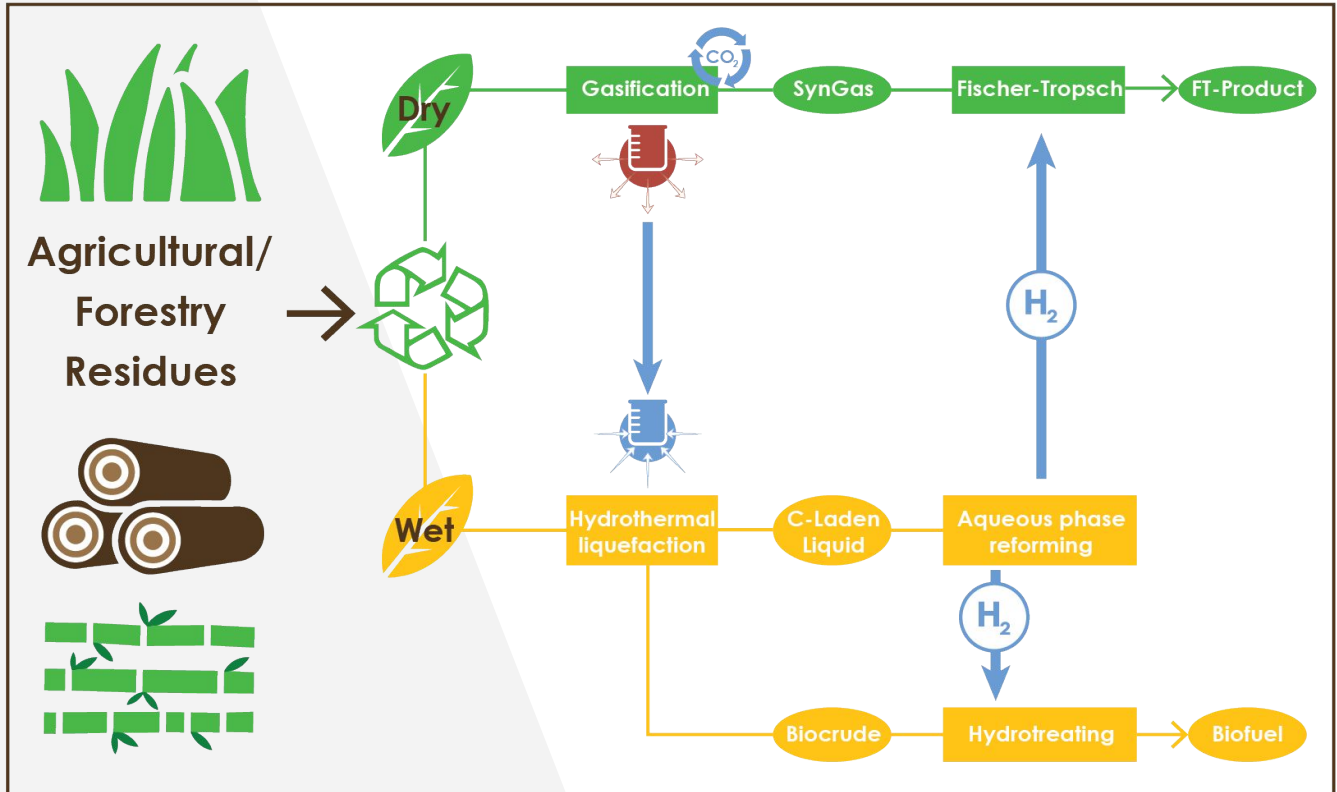 Agricultural/
Forestry
Residues
Dry
Gasification
CO₂
SynGas
Fischer-Tropsch
FT-Product
H₂
Wet
Hydrothermal
liquefaction
C-Laden
Liquid
Aqueous phase
reforming
H₂
Biocrude
Hydrotreating
Biofuel